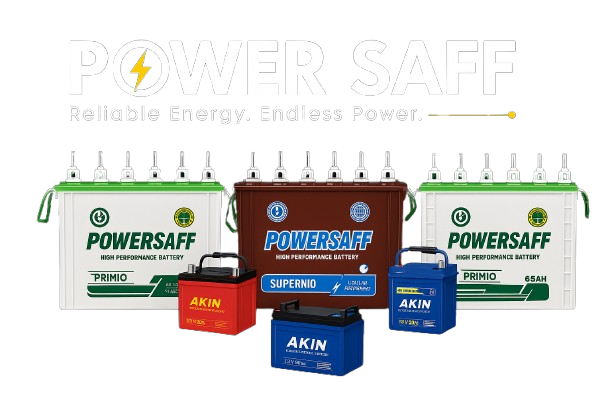 POWER SAFF
Reliable Energy. Endless Power.
POWERSAFF
HIGH PERFORMANCE BATTERY
PRIMIO
POWERSAFF
HIGH PERFORMANCE BATTERY
SUPERNIO
POWERSAFF
HIGH PERFORMANCE BATTERY
PRIMIO
65AH
AKIN
AKIN
AKIN